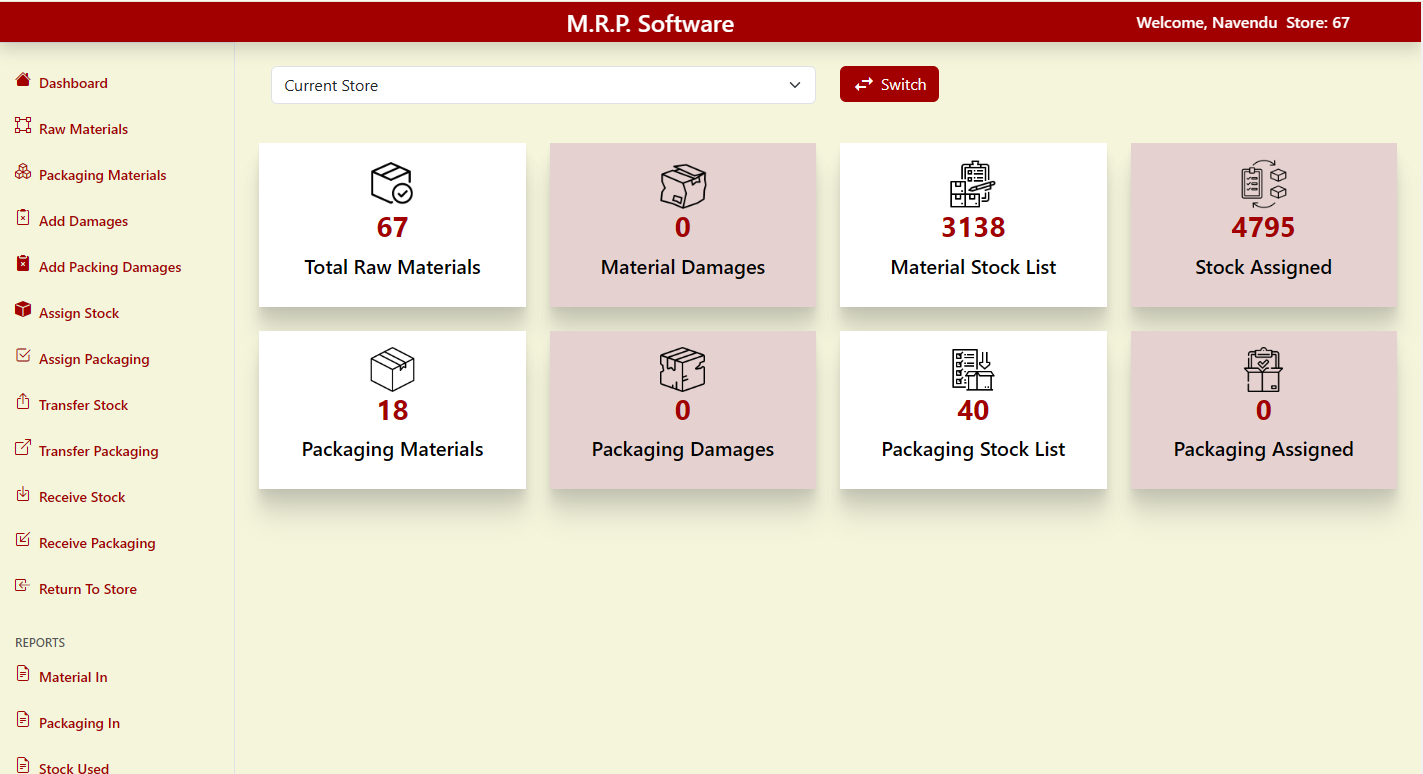 M.R.P. Software
Welcome, Navendu Store: 67
Dashboard
Raw Materials
Packaging Materials
Add Damages
Add Packing Damages
Assign Stock
Assign Packaging
Transfer Stock
Transfer Packaging
Receive Stock
Receive Packaging
Return To Store
REPORTS
Material In
Packaging In
Stock Used
Current Store
Switch
67
Total Raw Materials
0
Material Damages
3138
Material Stock List
4795
Stock Assigned
18
Packaging Materials
0
Packaging Damages
40
Packaging Stock List
0
Packaging Assigned